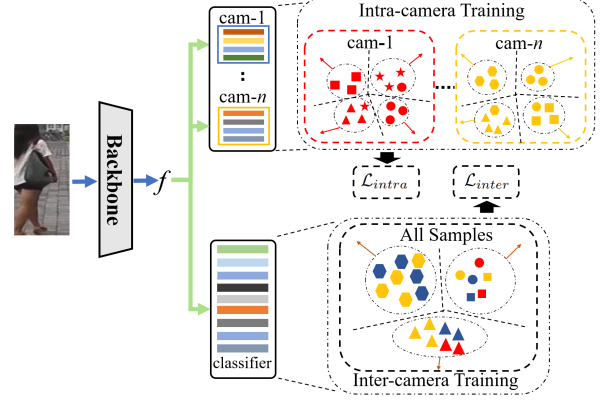 Intra-camera Training
cam-1
:
cam-n
cam-1
cam-n
Backbone
f
ℒintra
ℒinter
All Samples
classifier
Inter-camera Training